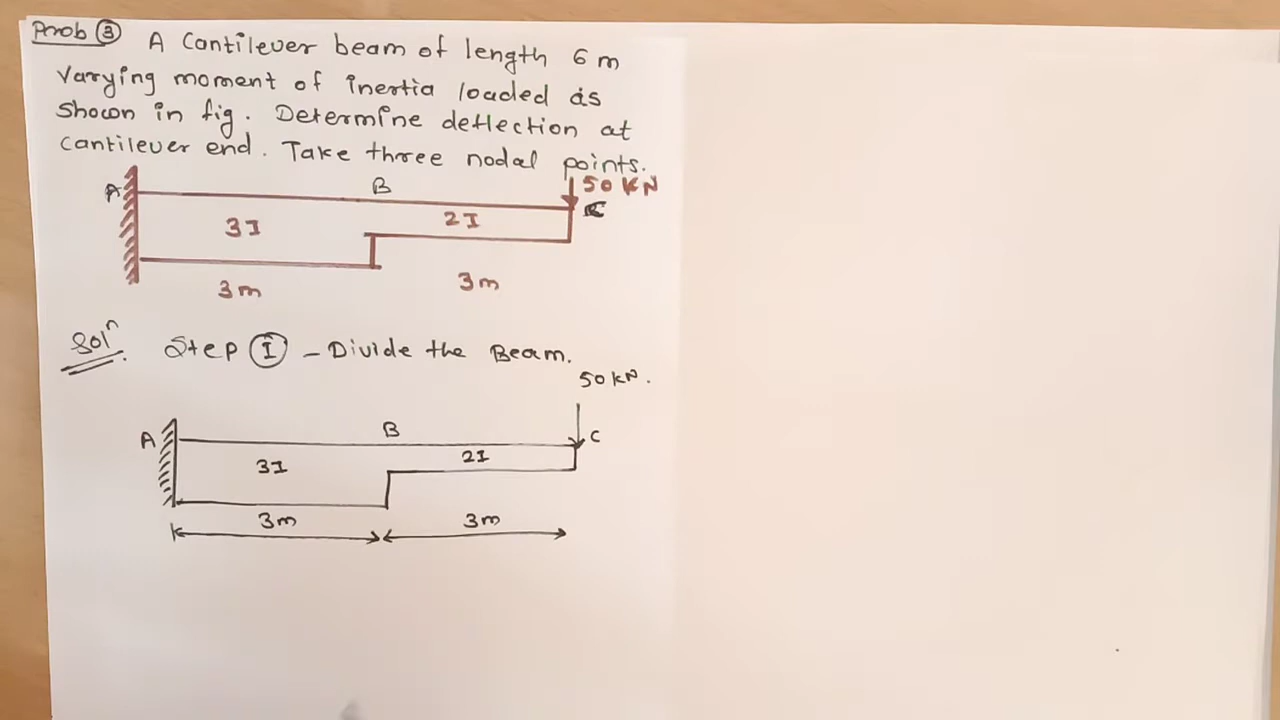 Prob ③ A Cantilever beam of length 6 m
Varying moment of inertia loaded as
Shown in fig. Determine deflection at
cantilever end. Take three nodal points.
A B 50 KN
C
3I 2I
3m 3m
Solⁿ. Step Ⓘ - Divide the Beam.
50 kN.
A B C
3I 2I
3m 3m